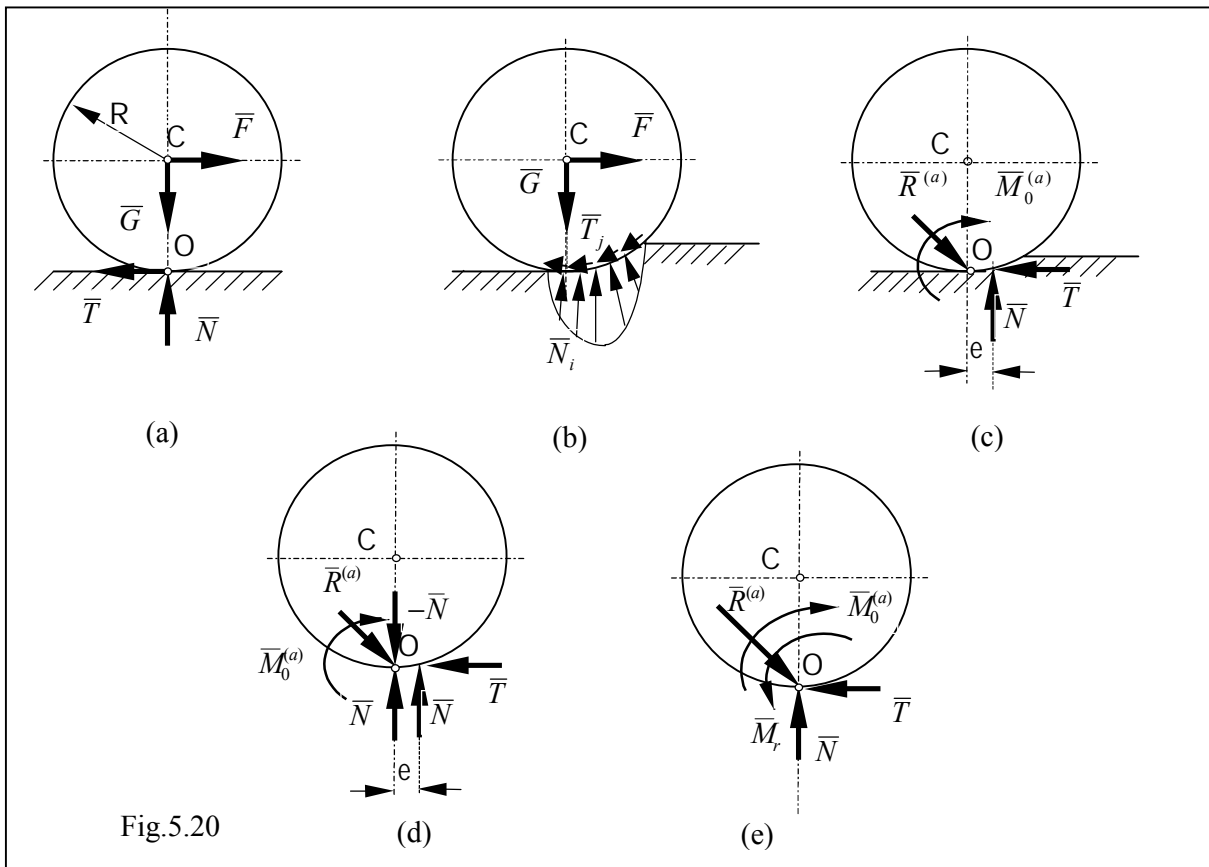 R
C
F̅
G̅
O
T̅
N̅
(a)
C
F̅
G̅
T̅ⱼ
N̅ᵢ
(b)
C
R̅⁽ᵃ⁾
M̅₀⁽ᵃ⁾
O
T̅
N̅
e
(c)
C
R̅⁽ᵃ⁾
−N̅
O
M̅₀⁽ᵃ⁾
T̅
N̅
N̅
e
(d)
C
R̅⁽ᵃ⁾
M̅₀⁽ᵃ⁾
O
T̅
M̅ᵣ
N̅
(e)
Fig.5.20